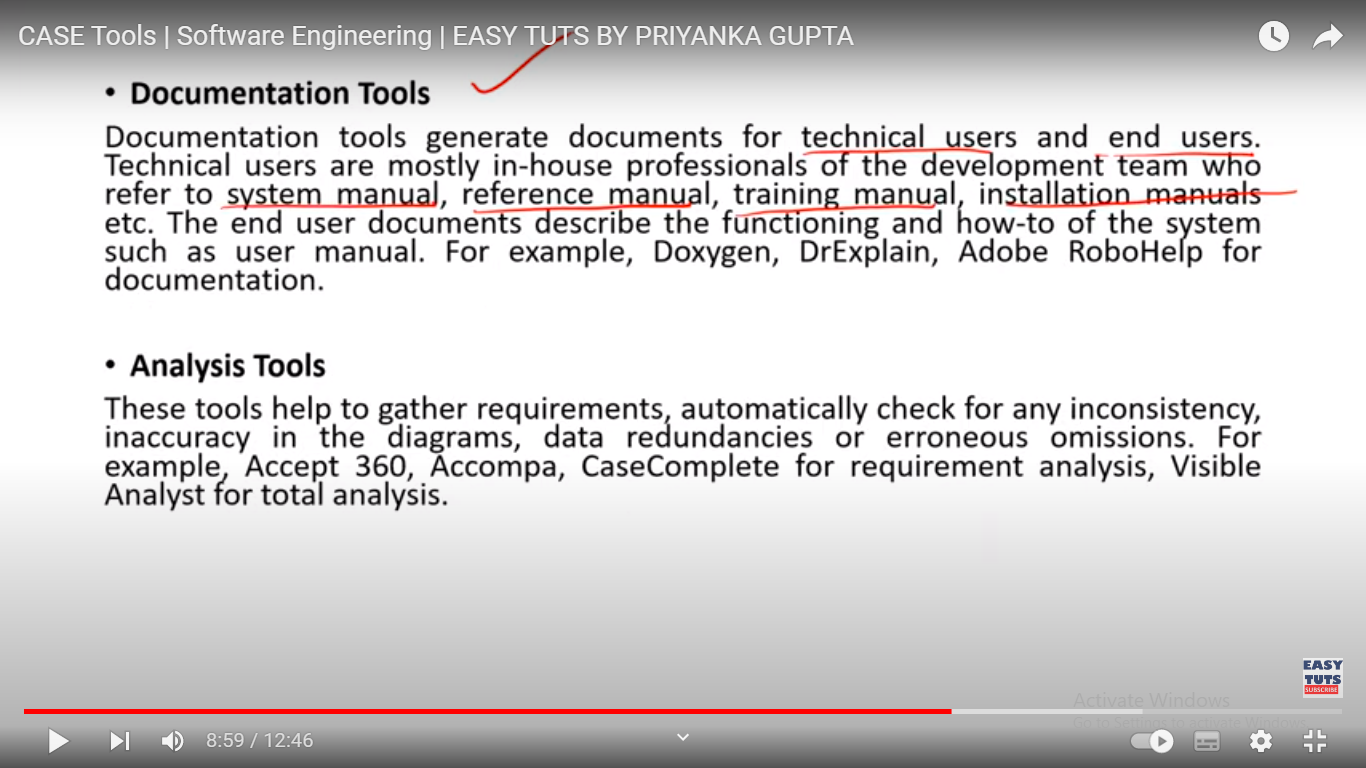 CASE Tools | Software Engineering | EASY TUTS BY PRIYANKA GUPTA
• Documentation Tools
Documentation tools generate documents for technical users and end users.
Technical users are mostly in-house professionals of the development team who
refer to system manual, reference manual, training manual, installation manuals
etc. The end user documents describe the functioning and how-to of the system
such as user manual. For example, Doxygen, DrExplain, Adobe RoboHelp for
documentation.
• Analysis Tools
These tools help to gather requirements, automatically check for any inconsistency,
inaccuracy in the diagrams, data redundancies or erroneous omissions. For
example, Accept 360, Accompa, CaseComplete for requirement analysis, Visible
Analyst for total analysis.
EASY
TUTS
SUBSCRIBE
Activate Windows
Go to Settings to activate Windows.
8:59 / 12:46